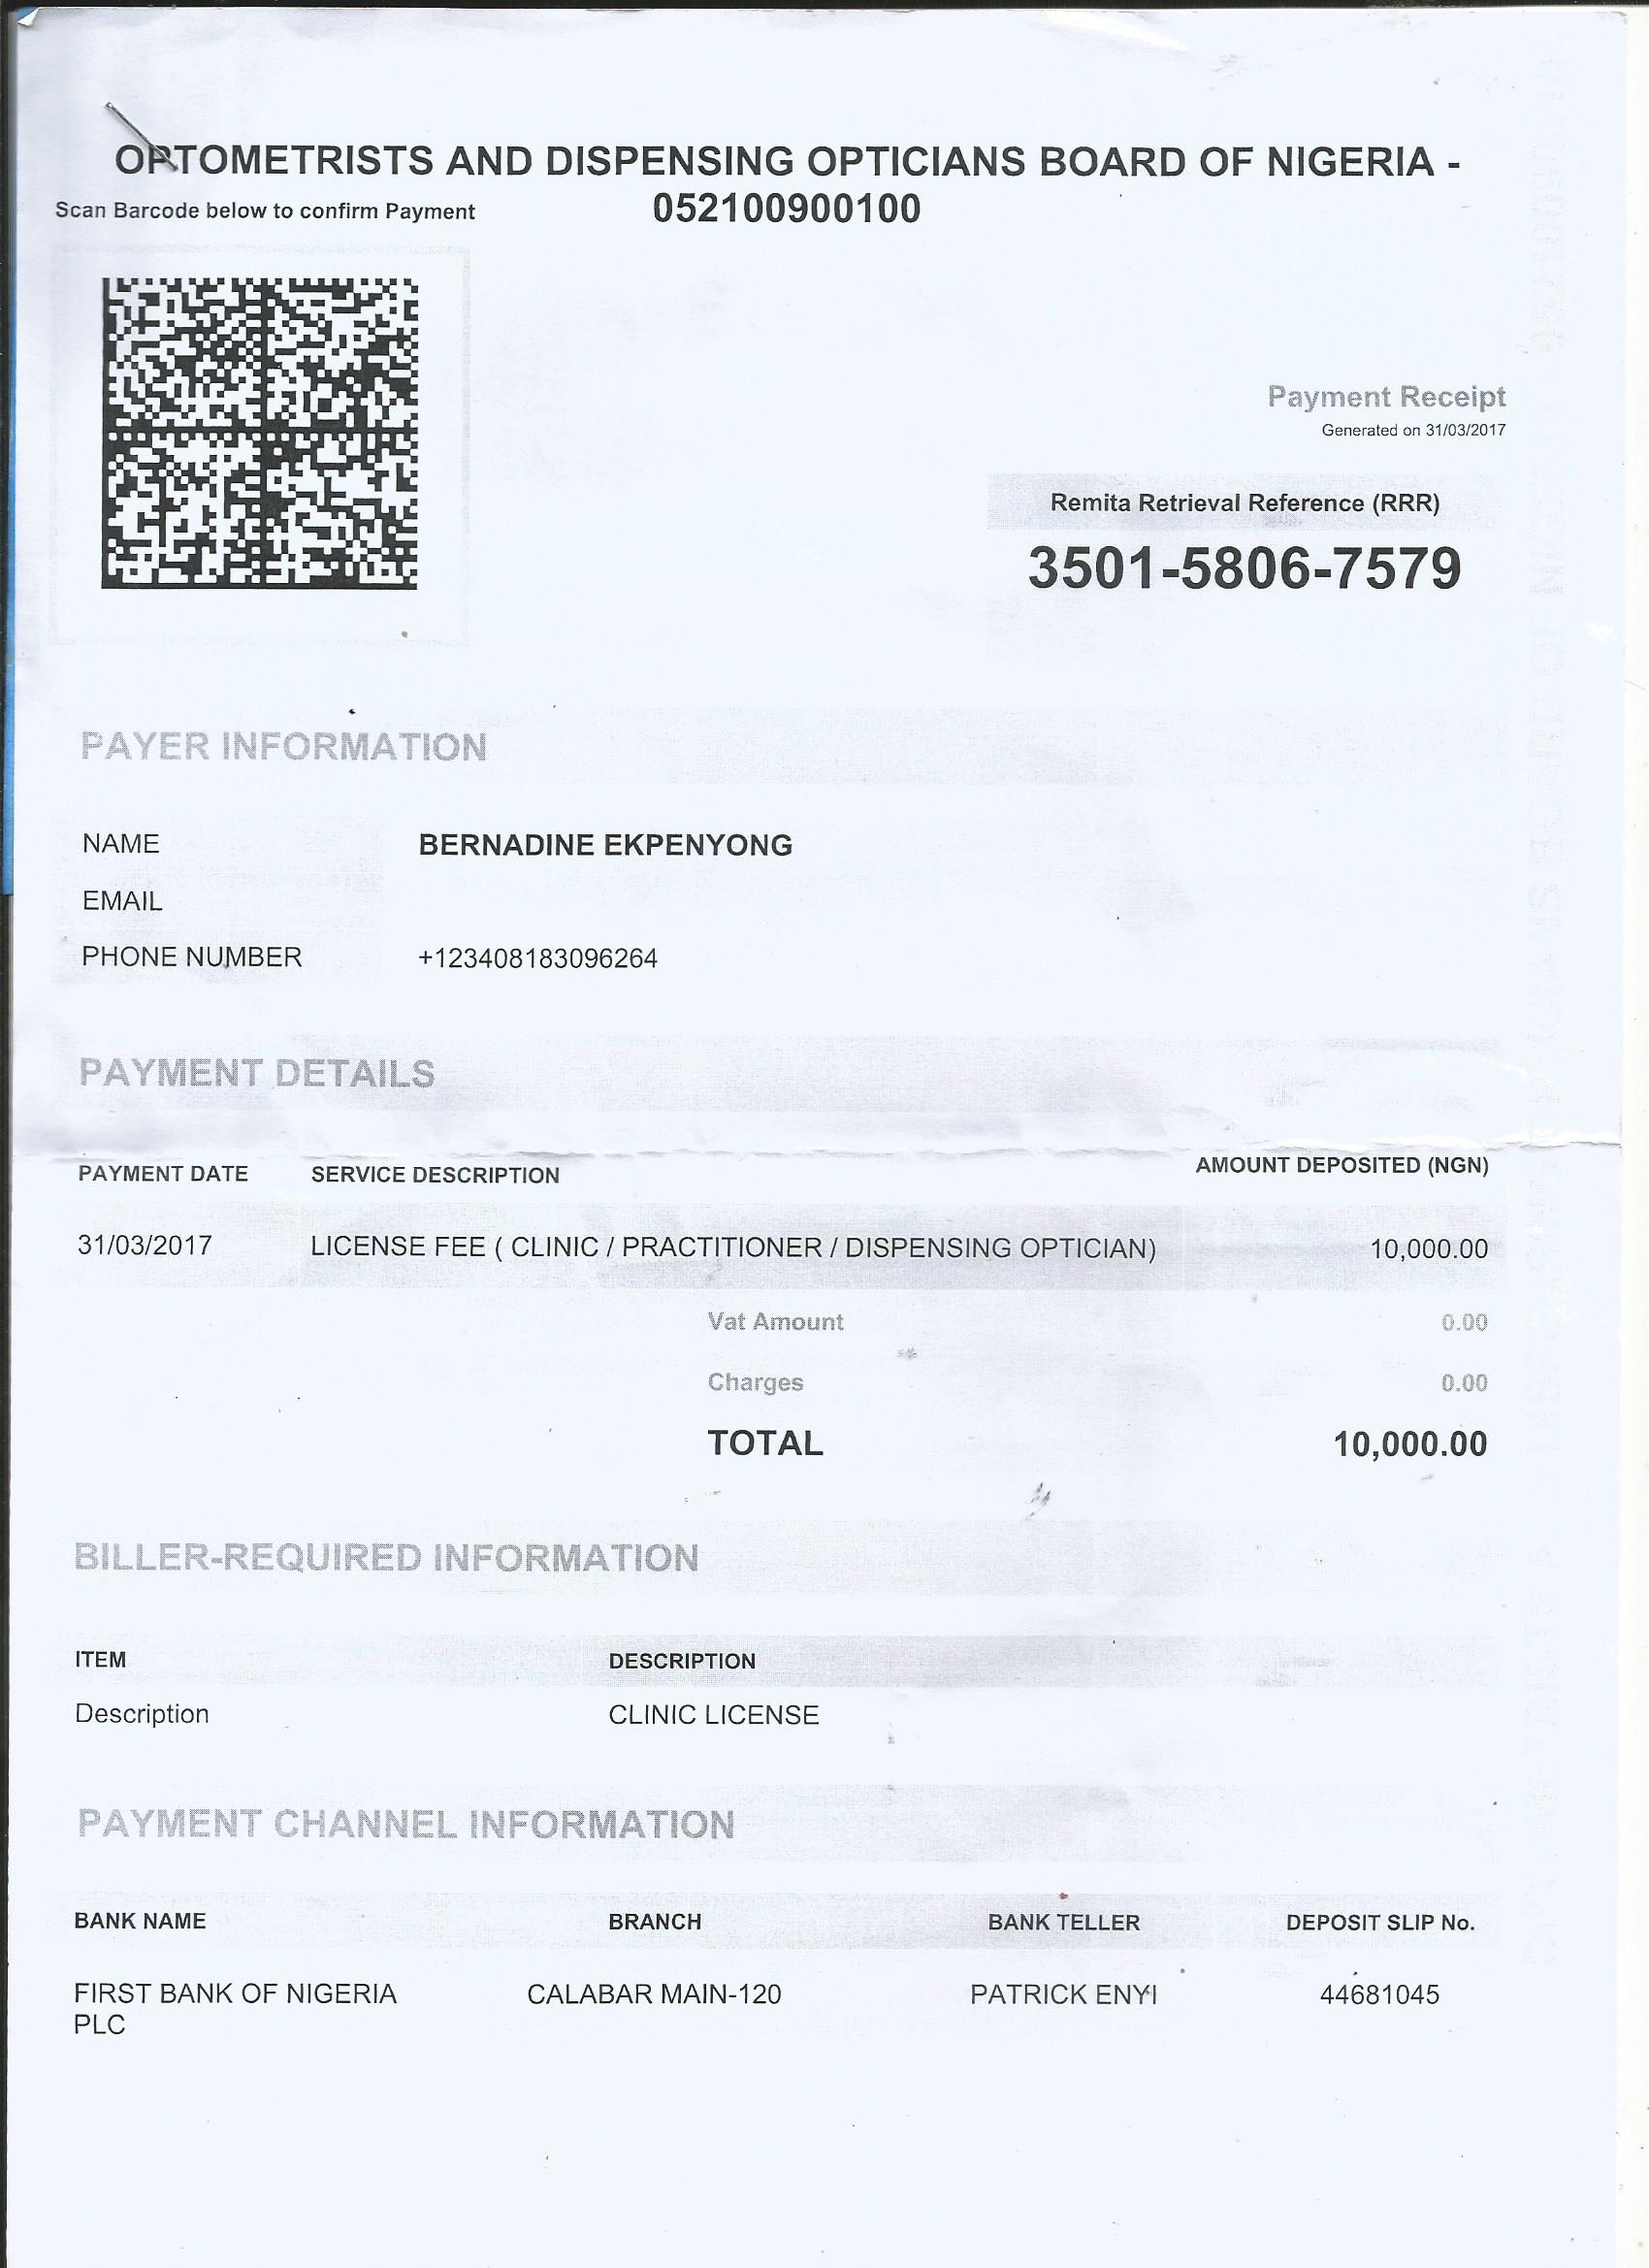 OPTOMETRISTS AND DISPENSING OPTICIANS BOARD OF NIGERIA -
052100900100
Scan Barcode below to confirm Payment
Payment Receipt
Generated on 31/03/2017
Remita Retrieval Reference (RRR)
3501-5806-7579
PAYER INFORMATION
NAME BERNADINE EKPENYONG
EMAIL
PHONE NUMBER +123408183096264
PAYMENT DETAILS
PAYMENT DATE SERVICE DESCRIPTION AMOUNT DEPOSITED (NGN)
31/03/2017 LICENSE FEE ( CLINIC / PRACTITIONER / DISPENSING OPTICIAN) 10,000.00
Vat Amount 0.00
Charges 0.00
TOTAL 10,000.00
BILLER-REQUIRED INFORMATION
ITEM DESCRIPTION
Description CLINIC LICENSE
PAYMENT CHANNEL INFORMATION
BANK NAME BRANCH BANK TELLER DEPOSIT SLIP No.
FIRST BANK OF NIGERIA CALABAR MAIN-120 PATRICK ENYI 44681045
PLC